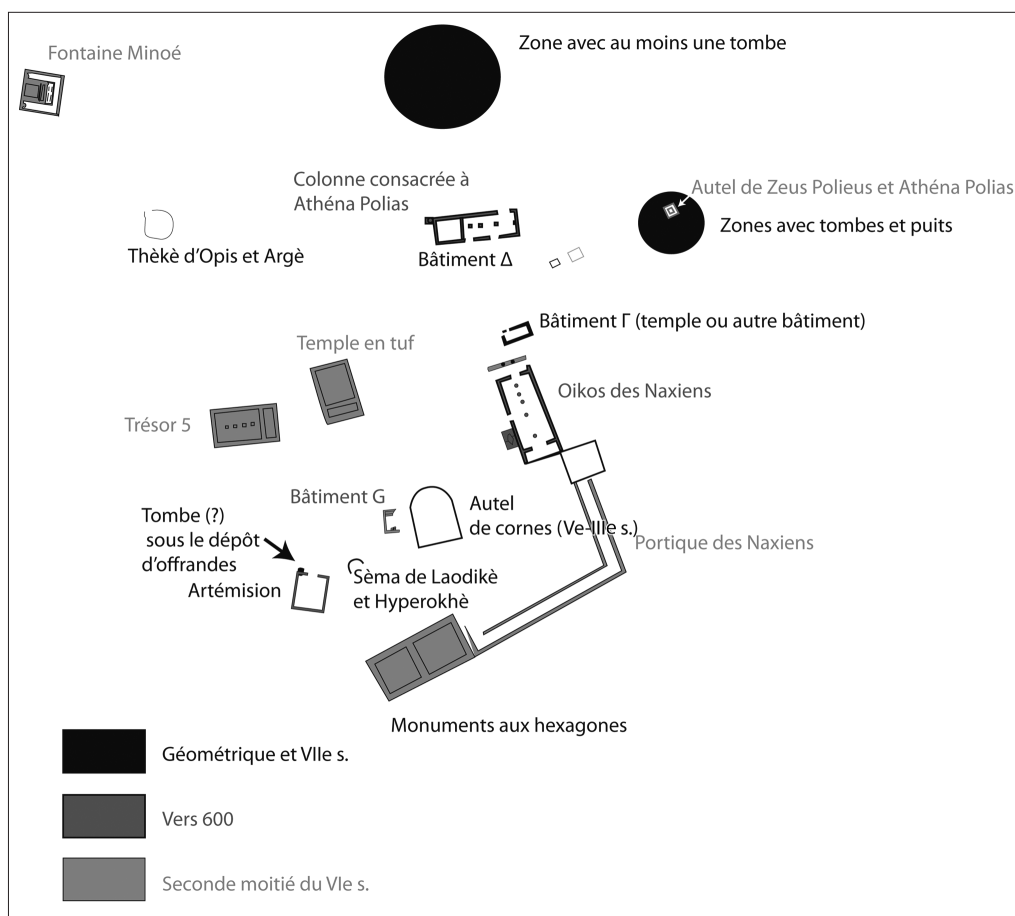 Fontaine Minoé
Zone avec au moins une tombe
Colonne consacrée à
Athéna Polias
Autel de Zeus Polieus et Athéna Polias
Zones avec tombes et puits
Thèkè d'Opis et Argè
Bâtiment Δ
Bâtiment Γ (temple ou autre bâtiment)
Temple en tuf
Oikos des Naxiens
Trésor 5
Bâtiment G
Autel
de cornes (Ve-IIIe s.)
Tombe (?)
sous le dépôt
d'offrandes
Portique des Naxiens
Artémision
Sèma de Laodikè
et Hyperokhè
Monuments aux hexagones
Géométrique et VIIe s.
Vers 600
Seconde moitié du VIe s.